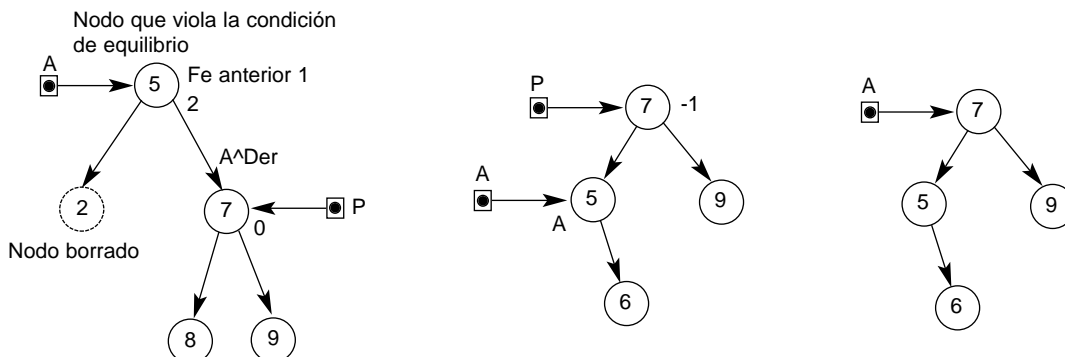 Nodo que viola la condición
de equilibrio
A
5
Fe anterior 1
2
A^Der
2
7
P
0
Nodo borrado
8
9
P
7
-1
A
5
9
A
6
A
7
5
9
6